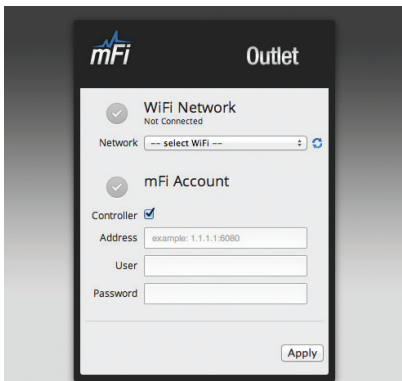 mFi
Outlet
WiFi Network
Not Connected
Network -- select WiFi --
mFi Account
Controller
Address example: 1.1.1.1:6080
User
Password
Apply